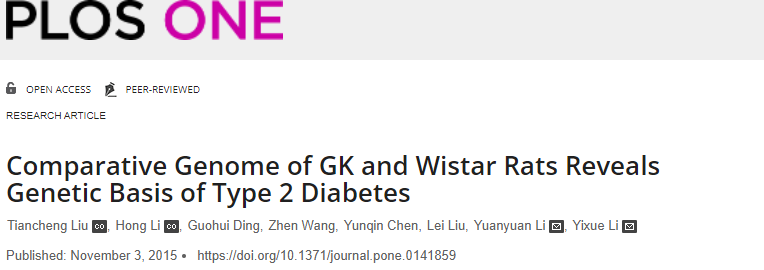 PLOS ONE
OPEN ACCESS PEER-REVIEWED
RESEARCH ARTICLE
Comparative Genome of GK and Wistar Rats Reveals
Genetic Basis of Type 2 Diabetes
Tiancheng Liu co, Hong Li co, Guohui Ding, Zhen Wang, Yunqin Chen, Lei Liu, Yuanyuan Li, Yixue Li
Published: November 3, 2015 • https://doi.org/10.1371/journal.pone.0141859